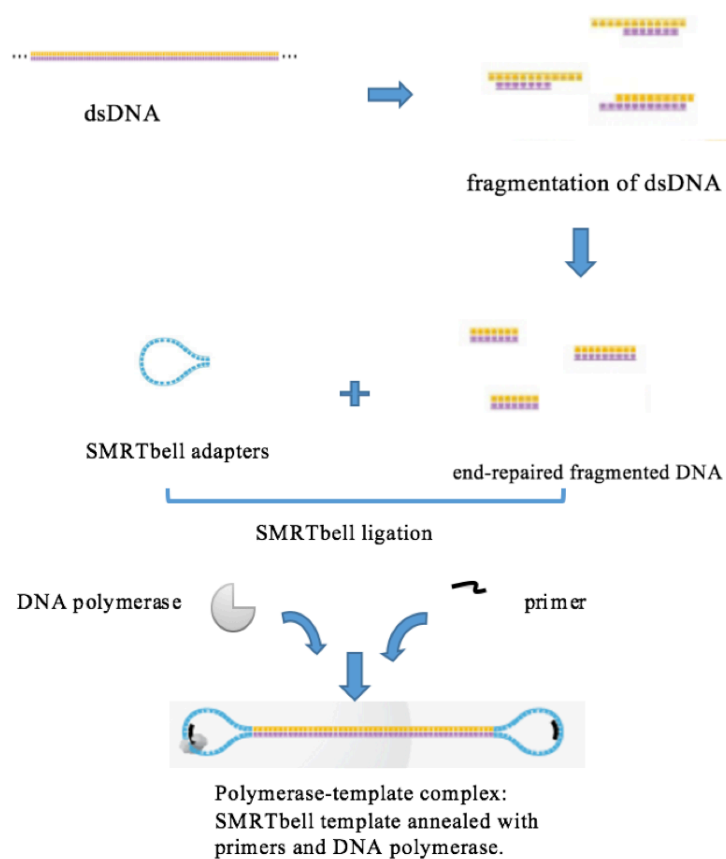 ... ...
dsDNA
fragmentation of dsDNA
SMRTbell adapters
end-repaired fragmented DNA
SMRTbell ligation
DNA polymerase
primer
Polymerase-template complex:
SMRTbell template annealed with
primers and DNA polymerase.